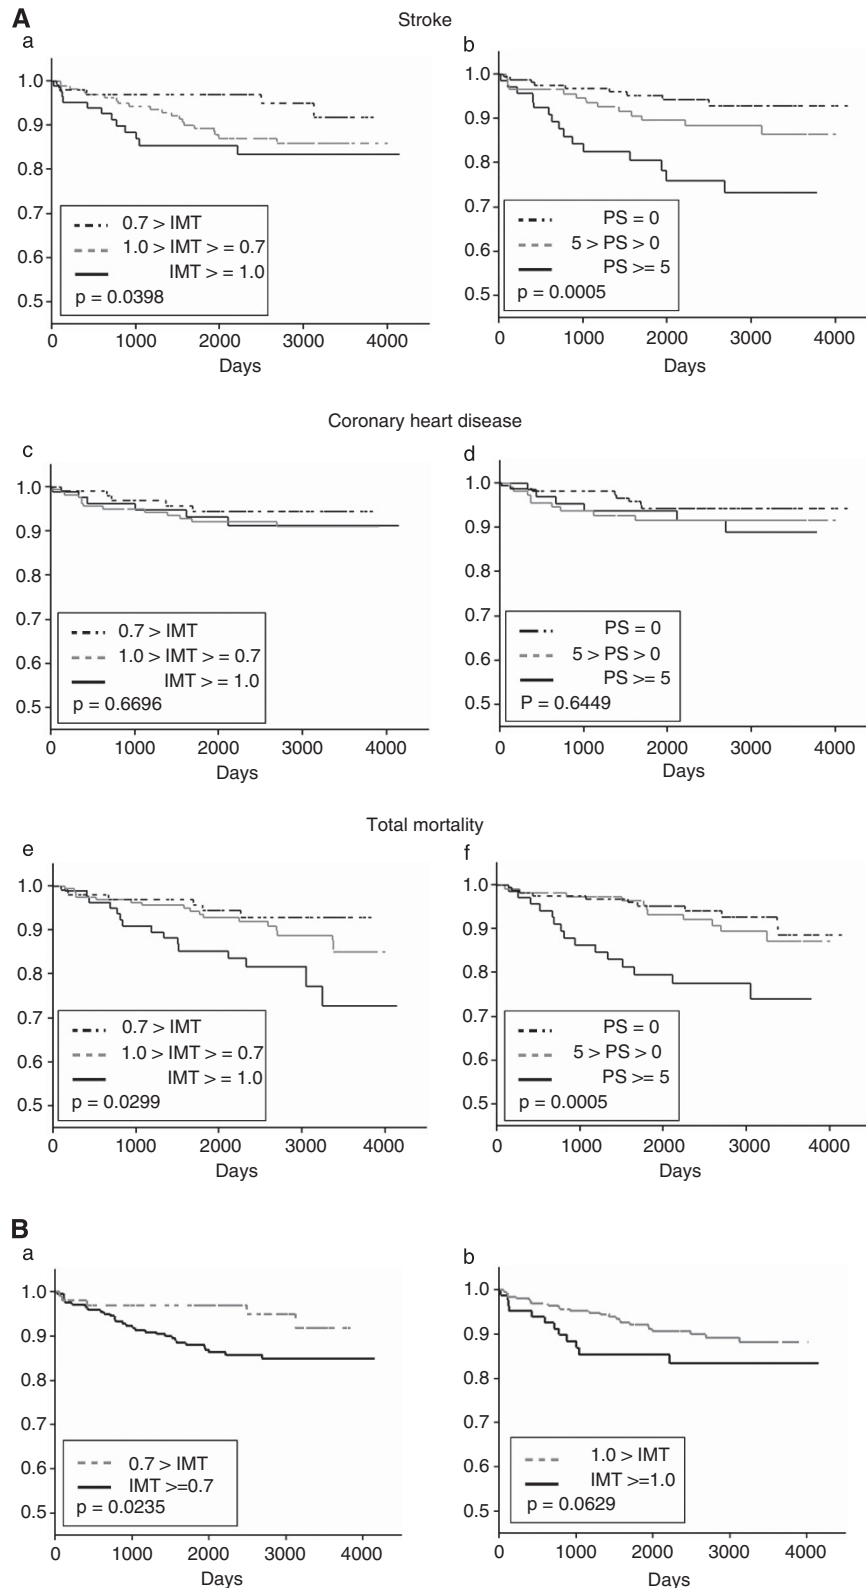 A
Stroke
a
b
1.0
0.9
0.8
0.7
0.6
0.5
0.7 > IMT
1.0 > IMT > = 0.7
IMT > = 1.0
p = 0.0398
0 1000 2000 3000 4000
Days
1.0
0.9
0.8
0.7
0.6
0.5
PS = 0
5 > PS > 0
PS >= 5
p = 0.0005
0 1000 2000 3000 4000
Days
Coronary heart disease
c
d
1.0
0.9
0.8
0.7
0.6
0.5
0.7 > IMT
1.0 > IMT > = 0.7
IMT > = 1.0
p = 0.6696
0 1000 2000 3000 4000
Days
1.0
0.9
0.8
0.7
0.6
0.5
PS = 0
5 > PS > 0
PS >= 5
P = 0.6449
0 1000 2000 3000 4000
Days
Total mortality
e
f
1.0
0.9
0.8
0.7
0.6
0.5
0.7 > IMT
1.0 > IMT > = 0.7
IMT > = 1.0
p = 0.0299
0 1000 2000 3000 4000
Days
1.0
0.9
0.8
0.7
0.6
0.5
PS = 0
5 > PS > 0
PS >= 5
p = 0.0005
0 1000 2000 3000 4000
Days
B
a
b
1.0
0.9
0.8
0.7
0.6
0.5
0.7 > IMT
IMT >=0.7
p = 0.0235
0 1000 2000 3000 4000
Days
1.0
0.9
0.8
0.7
0.6
0.5
1.0 > IMT
IMT >=1.0
p = 0.0629
0 1000 2000 3000 4000
Days